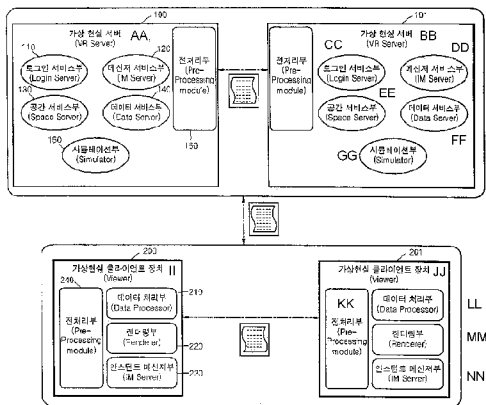 100
가상 현실 서버 AA
(VR Server)
110
로그인 서비스부
(Login Server)
120
메신저 서비스부
(IM Server)
130
공간 서비스부
(Space Server)
140
데이터 서비스부
(Data Server)
150
시뮬레이션부
(Simulator)
전처리부
(Pre-
Processing
module)
160
101
가상 현실 서버 BB
(VR Server)
전처리부
(Pre-
Processing
module)
CC
로그인 서비스부
(Login Server)
DD
메신저 서비스부
(IM Server)
EE
공간 서비스부
(Space Server)
데이터 서비스부
(Data Server)
FF
GG
시뮬레이션부
(Simulator)
200
가상현실 클라이언트 장치 II
(Viewer)
240
전처리부
(Pre-
Processing
module)
210
데이터 처리부
(Data Processor)
렌더링부
(Renderer)
220
인스턴트 메신저부
(IM Server)
230
201
가상현실 클라이언트 장치 JJ
(Viewer)
KK
전처리부
(Pre-
Processing
module)
데이터 처리부
(Data Processor)
LL
렌더링부
(Renderer)
MM
인스턴트 메신저부
(IM Server)
NN